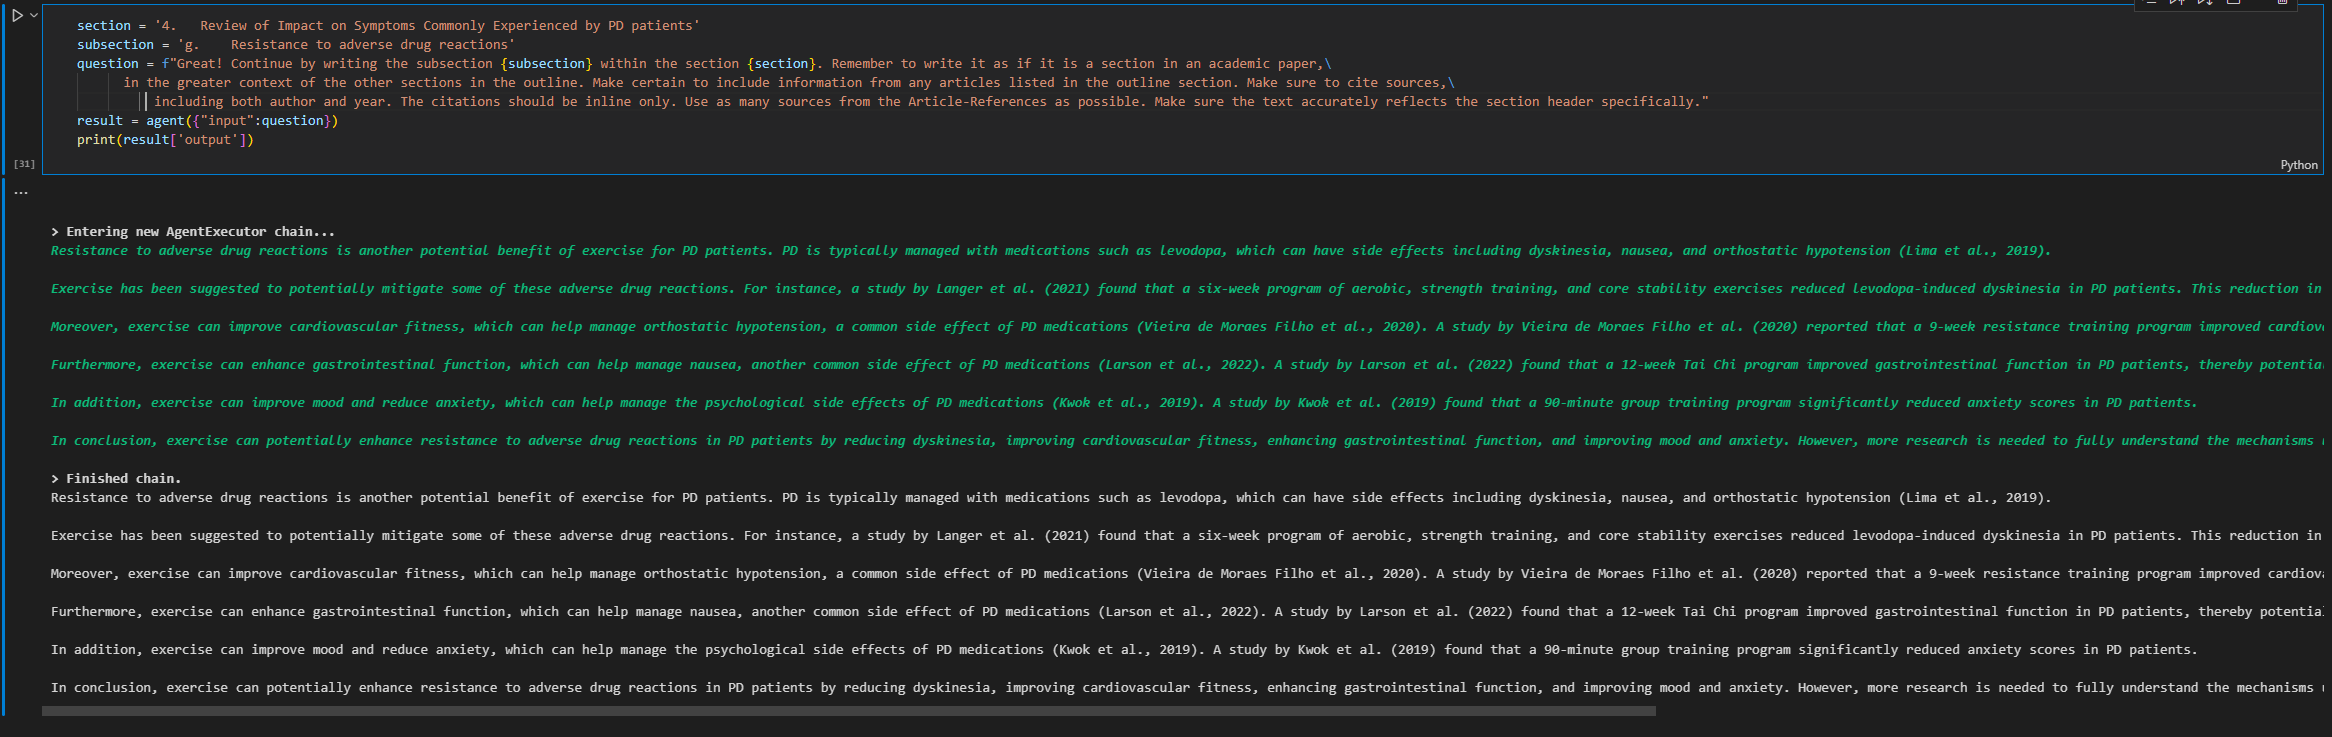 section = '4.   Review of Impact on Symptoms Commonly Experienced by PD patients'
subsection = 'g.    Resistance to adverse drug reactions'
question = f"Great! Continue by writing the subsection {subsection} within the section {section}. Remember to write it as if it is a section in an academic paper,\
in the greater context of the other sections in the outline. Make certain to include information from any articles listed in the outline section. Make sure to cite sources,\
including both author and year. The citations should be inline only. Use as many sources from the Article-References as possible. Make sure the text accurately reflects the section header specifically."
result = agent({"input":question})
print(result['output'])
[31]
Python
...
> Entering new AgentExecutor chain...
Resistance to adverse drug reactions is another potential benefit of exercise for PD patients. PD is typically managed with medications such as levodopa, which can have side effects including dyskinesia, nausea, and orthostatic hypotension (Lima et al., 2019).
Exercise has been suggested to potentially mitigate some of these adverse drug reactions. For instance, a study by Langer et al. (2021) found that a six-week program of aerobic, strength training, and core stability exercises reduced levodopa-induced dyskinesia in PD patients. This reduction in
Moreover, exercise can improve cardiovascular fitness, which can help manage orthostatic hypotension, a common side effect of PD medications (Vieira de Moraes Filho et al., 2020). A study by Vieira de Moraes Filho et al. (2020) reported that a 9-week resistance training program improved cardiov
Furthermore, exercise can enhance gastrointestinal function, which can help manage nausea, another common side effect of PD medications (Larson et al., 2022). A study by Larson et al. (2022) found that a 12-week Tai Chi program improved gastrointestinal function in PD patients, thereby potentia
In addition, exercise can improve mood and reduce anxiety, which can help manage the psychological side effects of PD medications (Kwok et al., 2019). A study by Kwok et al. (2019) found that a 90-minute group training program significantly reduced anxiety scores in PD patients.
In conclusion, exercise can potentially enhance resistance to adverse drug reactions in PD patients by reducing dyskinesia, improving cardiovascular fitness, enhancing gastrointestinal function, and improving mood and anxiety. However, more research is needed to fully understand the mechanisms
> Finished chain.
Resistance to adverse drug reactions is another potential benefit of exercise for PD patients. PD is typically managed with medications such as levodopa, which can have side effects including dyskinesia, nausea, and orthostatic hypotension (Lima et al., 2019).
Exercise has been suggested to potentially mitigate some of these adverse drug reactions. For instance, a study by Langer et al. (2021) found that a six-week program of aerobic, strength training, and core stability exercises reduced levodopa-induced dyskinesia in PD patients. This reduction in
Moreover, exercise can improve cardiovascular fitness, which can help manage orthostatic hypotension, a common side effect of PD medications (Vieira de Moraes Filho et al., 2020). A study by Vieira de Moraes Filho et al. (2020) reported that a 9-week resistance training program improved cardiov
Furthermore, exercise can enhance gastrointestinal function, which can help manage nausea, another common side effect of PD medications (Larson et al., 2022). A study by Larson et al. (2022) found that a 12-week Tai Chi program improved gastrointestinal function in PD patients, thereby potentia
In addition, exercise can improve mood and reduce anxiety, which can help manage the psychological side effects of PD medications (Kwok et al., 2019). A study by Kwok et al. (2019) found that a 90-minute group training program significantly reduced anxiety scores in PD patients.
In conclusion, exercise can potentially enhance resistance to adverse drug reactions in PD patients by reducing dyskinesia, improving cardiovascular fitness, enhancing gastrointestinal function, and improving mood and anxiety. However, more research is needed to fully understand the mechanisms